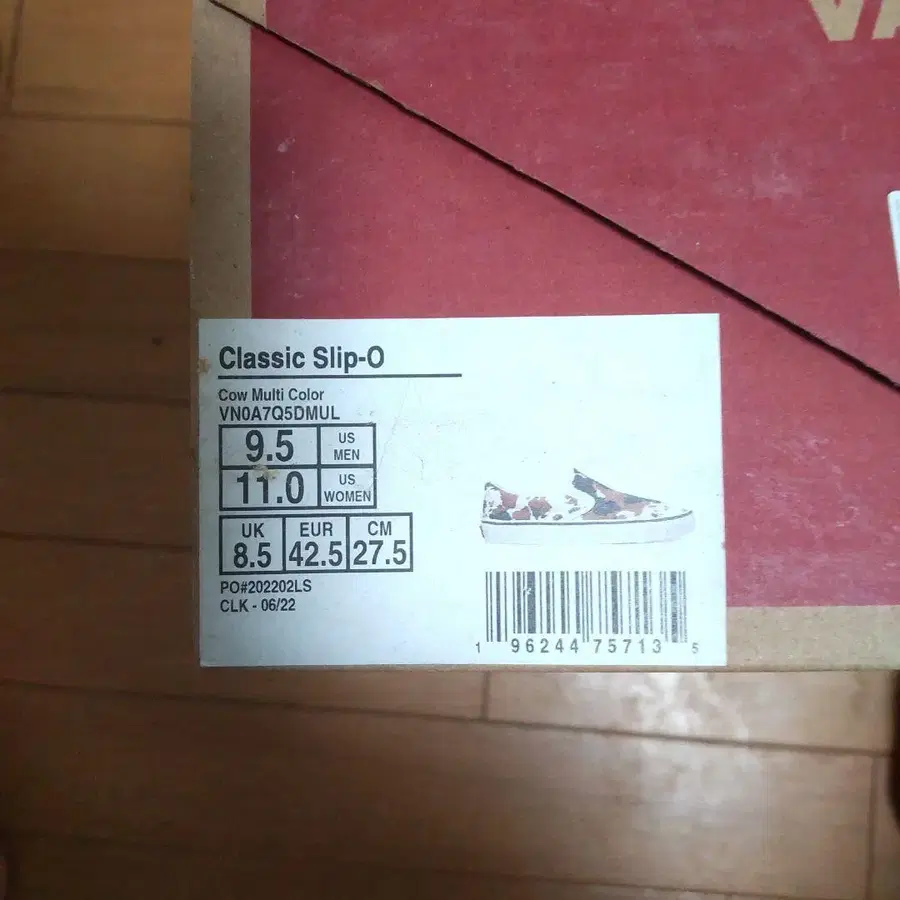 VA
Classic Slip-O
Cow Multi Color
VN0A7Q5DMUL
9.5 US MEN
11.0 US WOMEN
UK EUR CM
8.5 42.5 27.5
PO#202202LS
CLK - 06/22
1 96244 75713 5